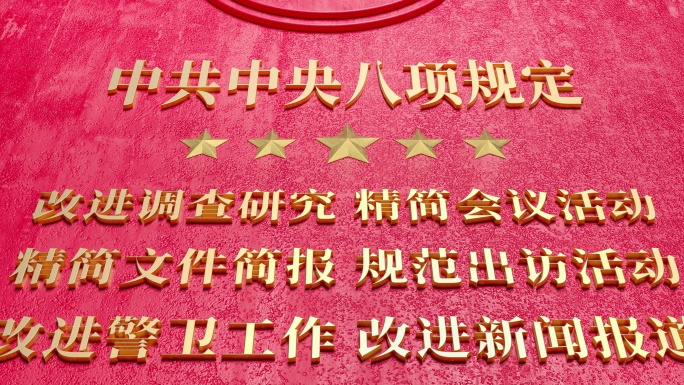 中共中央八项规定
改进调查研究 精简会议活动
精简文件简报 规范出访活动
改进警卫工作 改进新闻报道